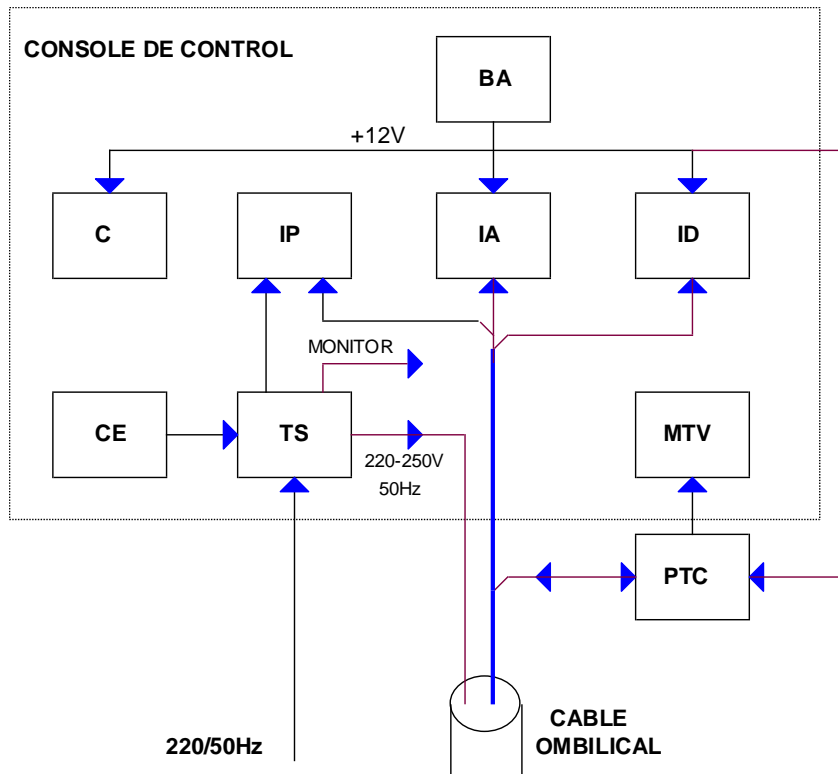 CONSOLE DE CONTROL
BA
+12V
C
IP
IA
ID
MONITOR
CE
TS
MTV
220-250V
50Hz
PTC
CABLE
OMBILICAL
220/50Hz